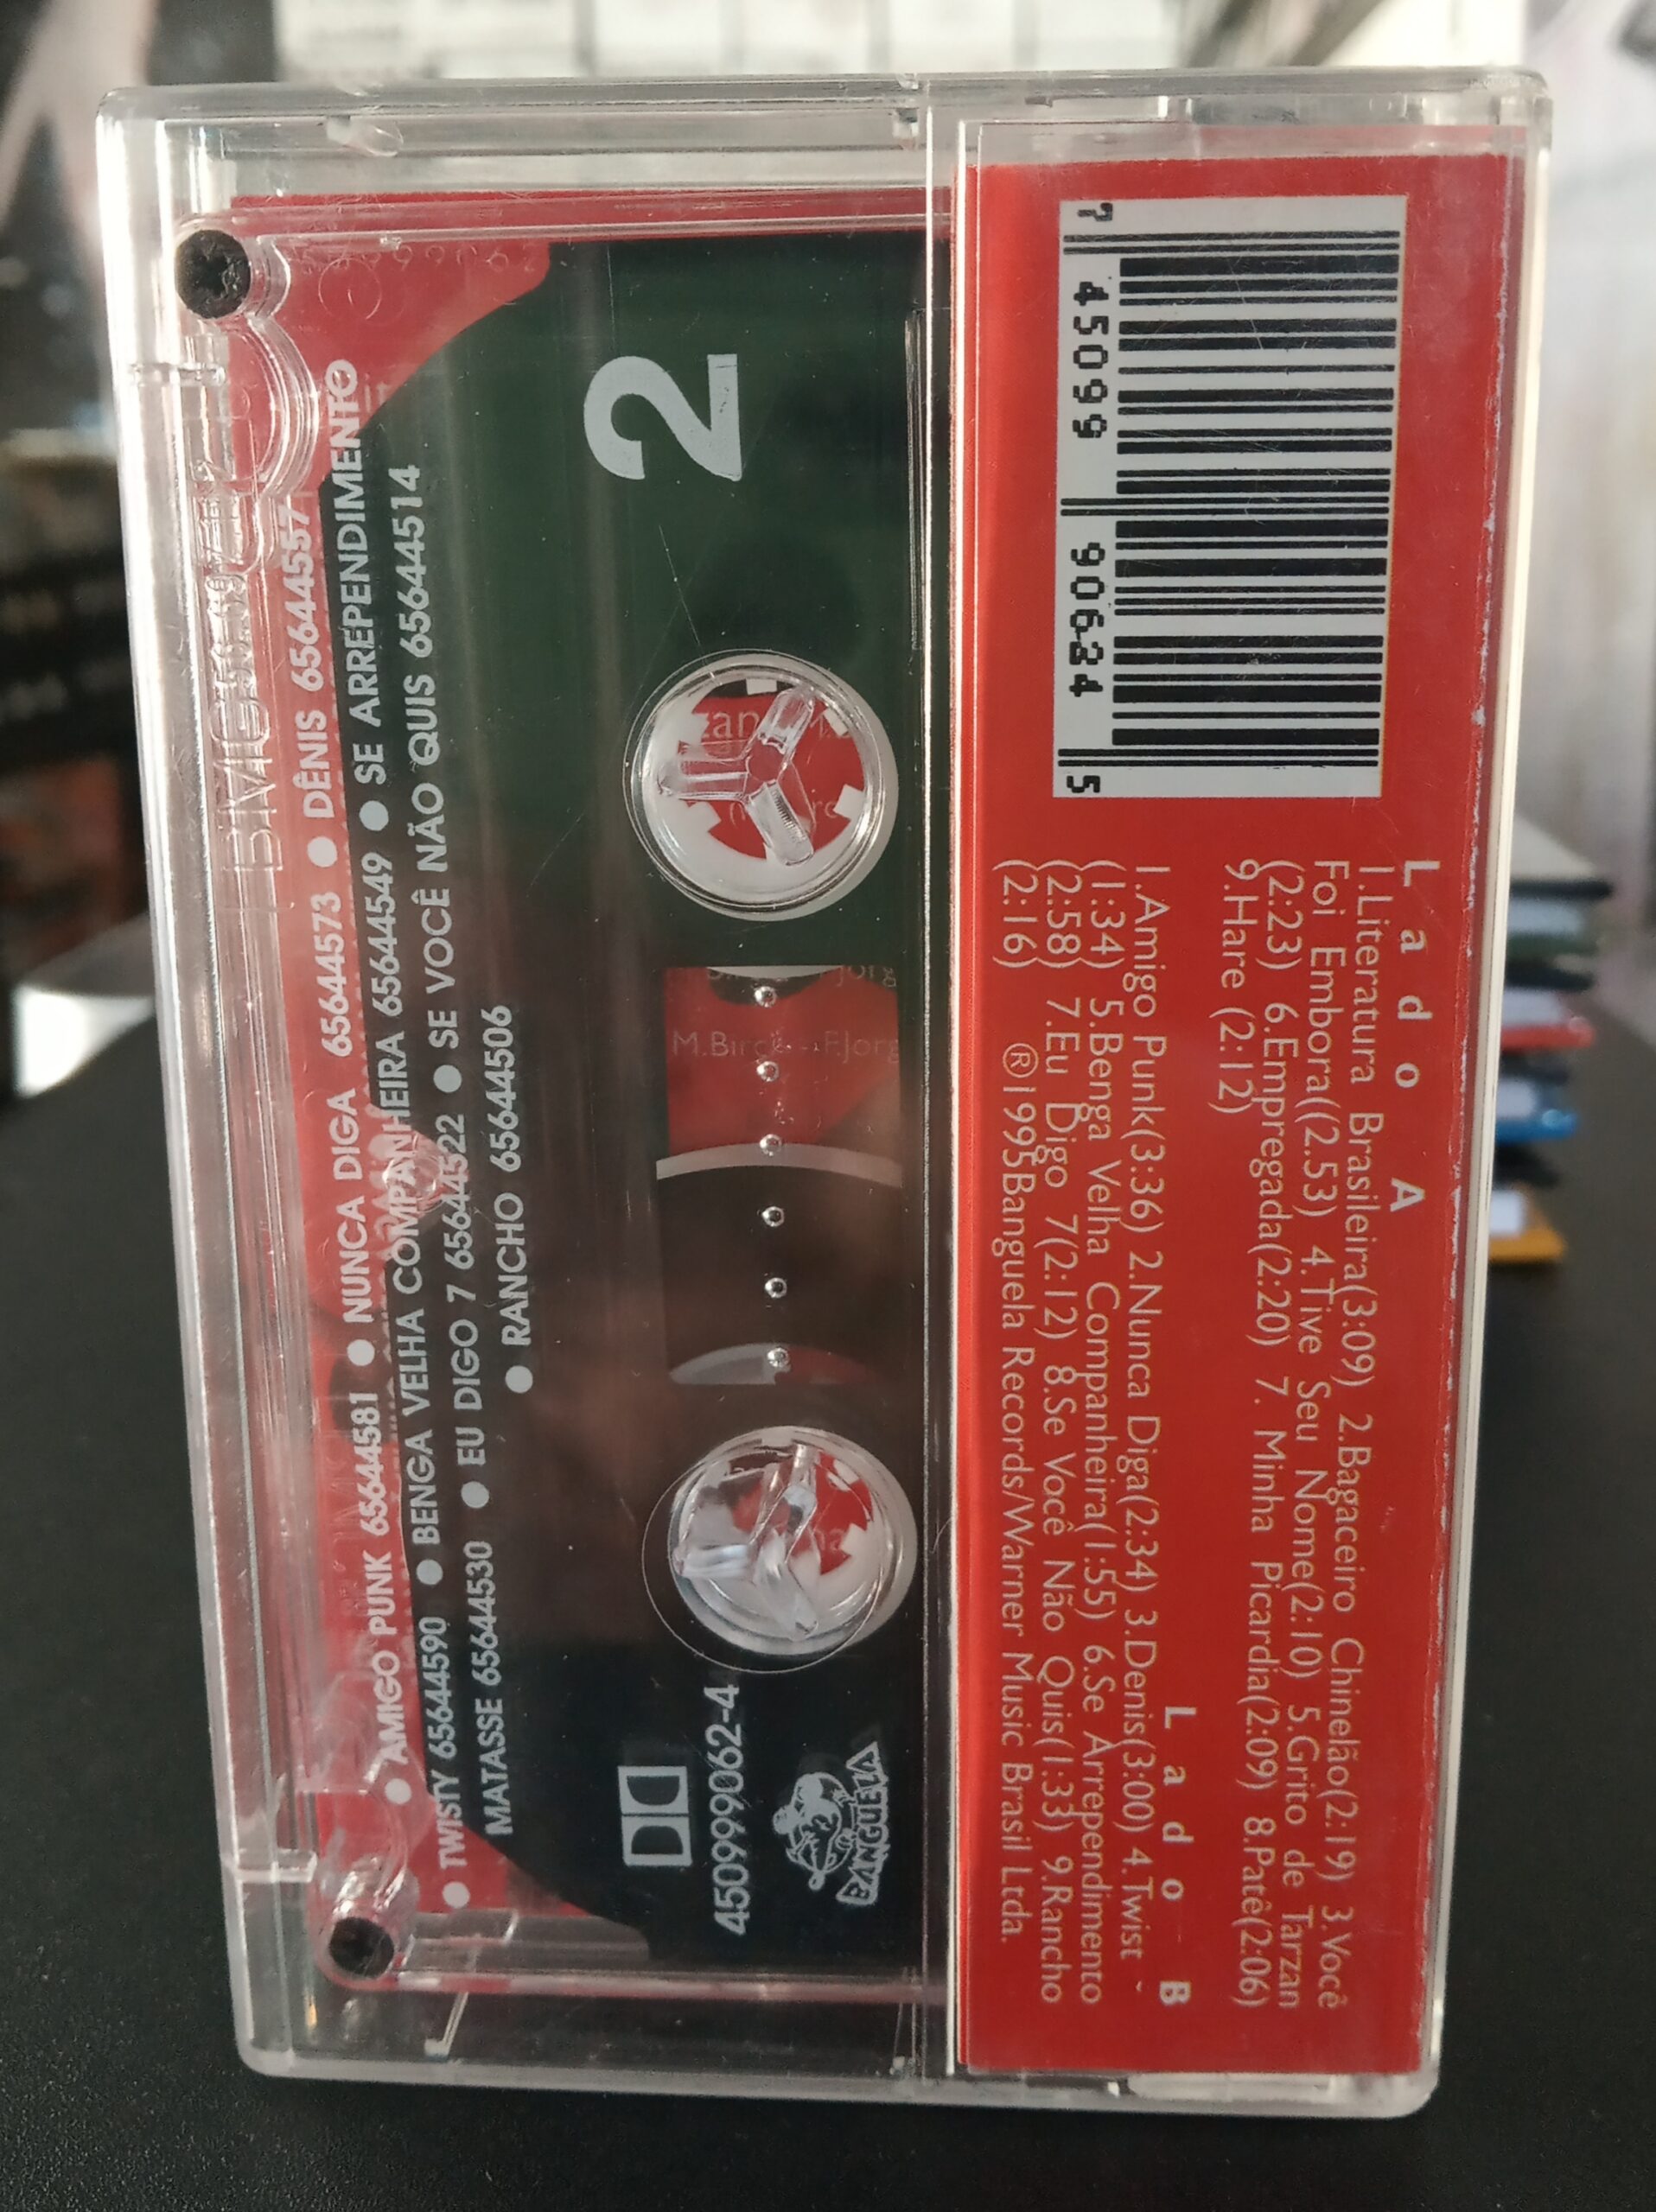 7 45099 90624 5
Lado A
1.Literatura Brasileira(3:09) 2.Bagaceiro Chinelão(2:19) 3.Você
Foi Embora((2.53) 4.Tive Seu Nome(2:10) 5.Grito de Tarzan
(2:23) 6.Empregada(2:20) 7. Minha Picardia(2:09) 8.Patê(2:06)
9.Hare (2:12)
Lado B
1.Amigo Punk(3:36) 2.Nunca Diga(2:34) 3.Denis(3:00) 4.Twist
(1:34) 5.Benga Velha Companheira(1:55) 6.Se Arrependimento
(2:58) 7.Eu Digo 7(2:12) 8.Se Você Não Quis(1:33) 9.Rancho
(2:16) ®1995Banguela Records/Warner Music Brasil Ltda.
2
BANGUELA
450999062-4
M.Birck
F.Jorg
• AMIGO PUNK 65644581 • NUNCA DIGA 65644573 • DÊNIS 65644557
• TWISTY 65644590 • BENGA VELHA COMPANHEIRA 65644549 • SE ARREPENDIMENTO
MATASSE 65644530 • EU DIGO 7 65644522 • SE VOCÊ NÃO QUIS 65644514
• RANCHO 65644506